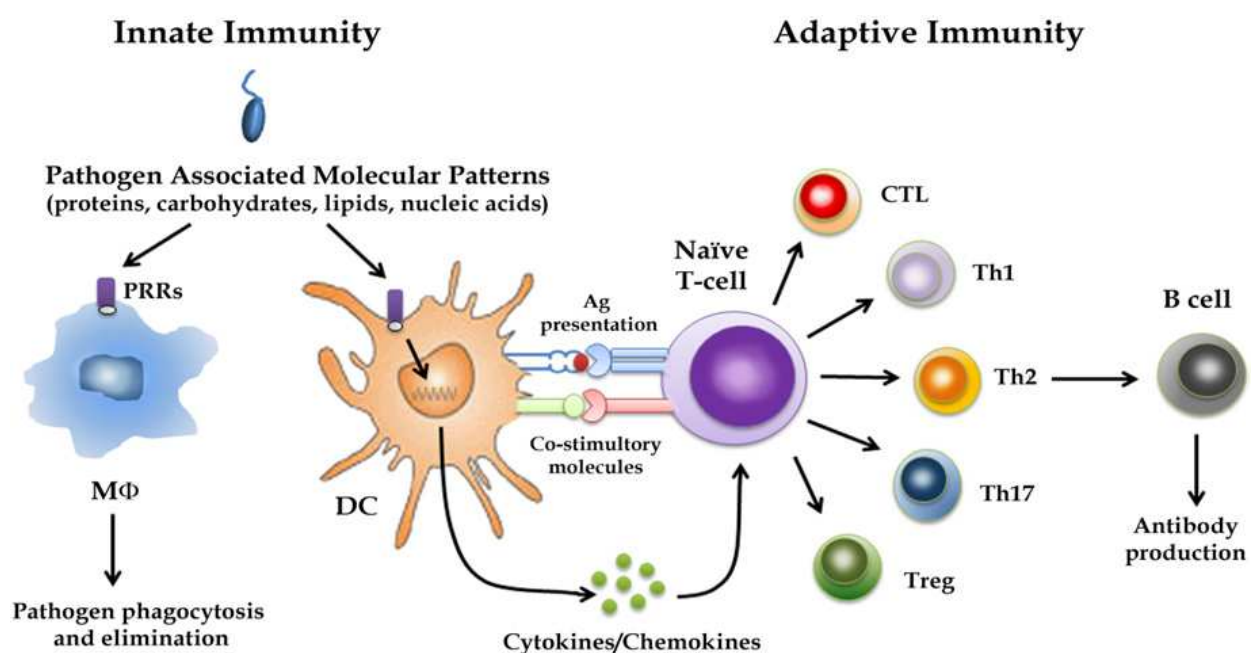 Innate Immunity
Adaptive Immunity
Pathogen Associated Molecular Patterns
(proteins, carbohydrates, lipids, nucleic acids)
PRRs
MΦ
Pathogen phagocytosis
and elimination
DC
Ag
presentation
Co-stimultory
molecules
Cytokines/Chemokines
Naïve
T-cell
CTL
Th1
Th2
Th17
Treg
B cell
Antibody
production